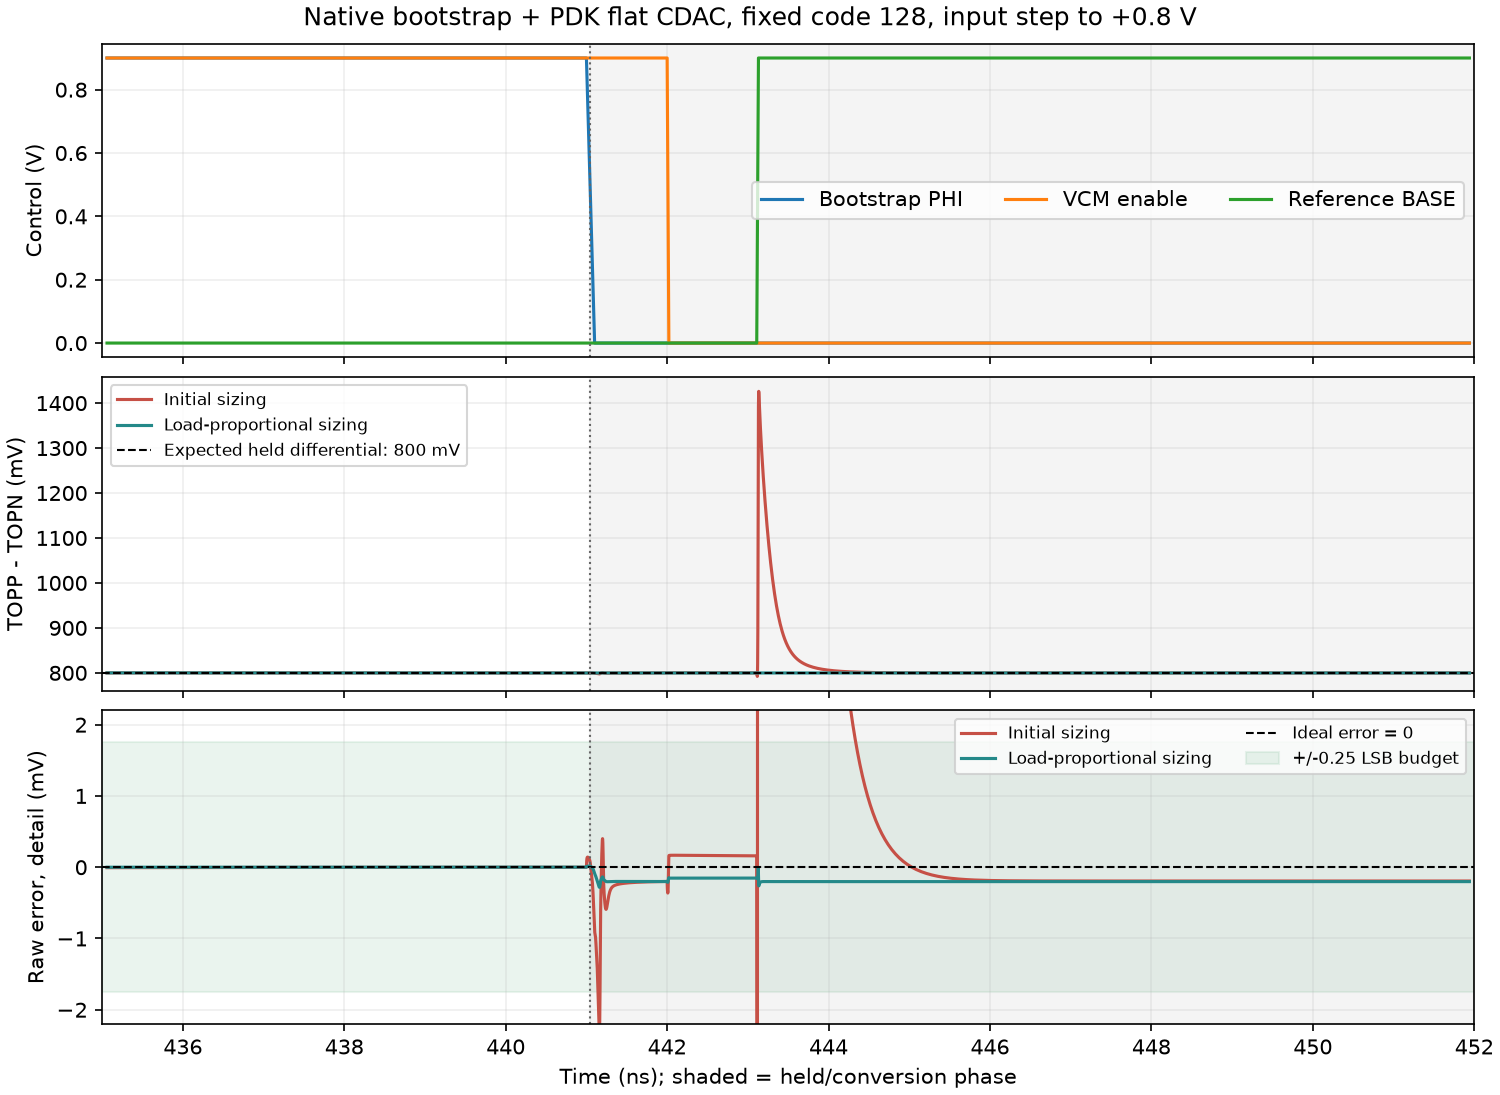 Native bootstrap + PDK flat CDAC, fixed code 128, input step to +0.8 V
Control (V)
0.8
0.6
0.4
0.2
0.0
Bootstrap PHI
VCM enable
Reference BASE
TOPP - TOPN (mV)
1400
1300
1200
1100
1000
900
800
Initial sizing
Load-proportional sizing
Expected held differential: 800 mV
Raw error, detail (mV)
2
1
0
−1
−2
Initial sizing
Load-proportional sizing
Ideal error = 0
+/-0.25 LSB budget
436
438
440
442
444
446
448
450
452
Time (ns); shaded = held/conversion phase